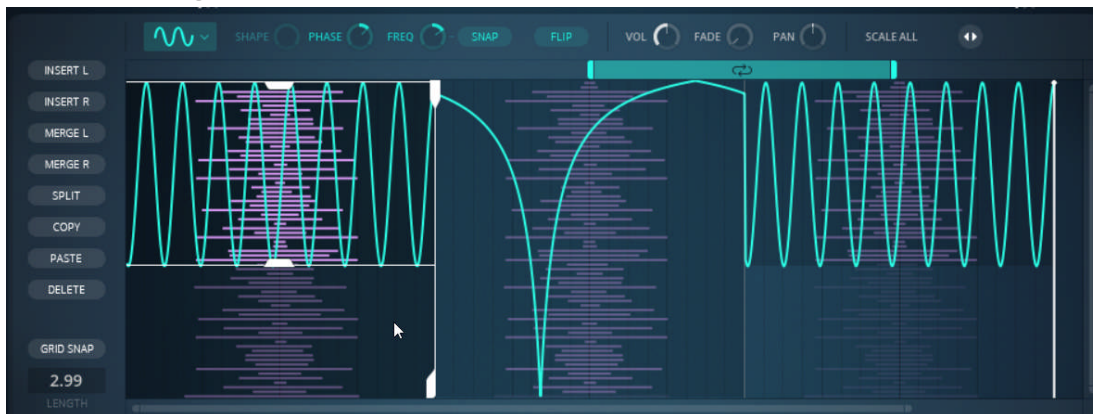 SHAPE PHASE FREQ SNAP FLIP VOL FADE PAN SCALE ALL
INSERT L
INSERT R
MERGE L
MERGE R
SPLIT
COPY
PASTE
DELETE
GRID SNAP
2.99
LENGTH